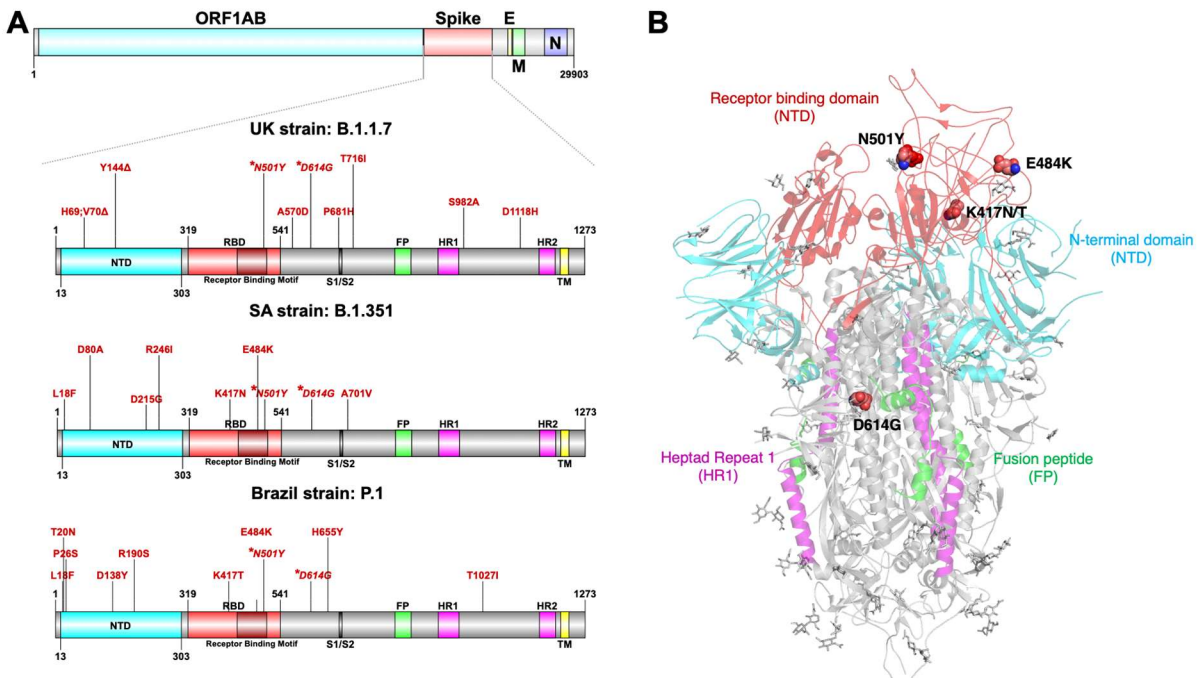 A
ORF1AB
Spike
E
N
M
1
29903
UK strain: B.1.1.7
T716I
Y144Δ
*N501Y
*D614G
S982A
H69;V70Δ
A570D
P681H
D1118H
1
319
541
1273
RBD
FP
HR1
HR2
NTD
Receptor Binding Motif
S1/S2
TM
13
303
SA strain: B.1.351
D80A
R246I
E484K
L18F
D215G
K417N
*N501Y
*D614G
A701V
1
319
541
1273
RBD
FP
HR1
HR2
NTD
Receptor Binding Motif
S1/S2
TM
13
303
Brazil strain: P.1
T20N
E484K
H655Y
P26S
R190S
*N501Y
L18F
D138Y
K417T
*D614G
T1027I
1
319
541
1273
RBD
FP
HR1
HR2
NTD
Receptor Binding Motif
S1/S2
TM
13
303
B
Receptor binding domain
(NTD)
N501Y
E484K
K417N/T
N-terminal domain
(NTD)
D614G
Heptad Repeat 1
(HR1)
Fusion peptide
(FP)